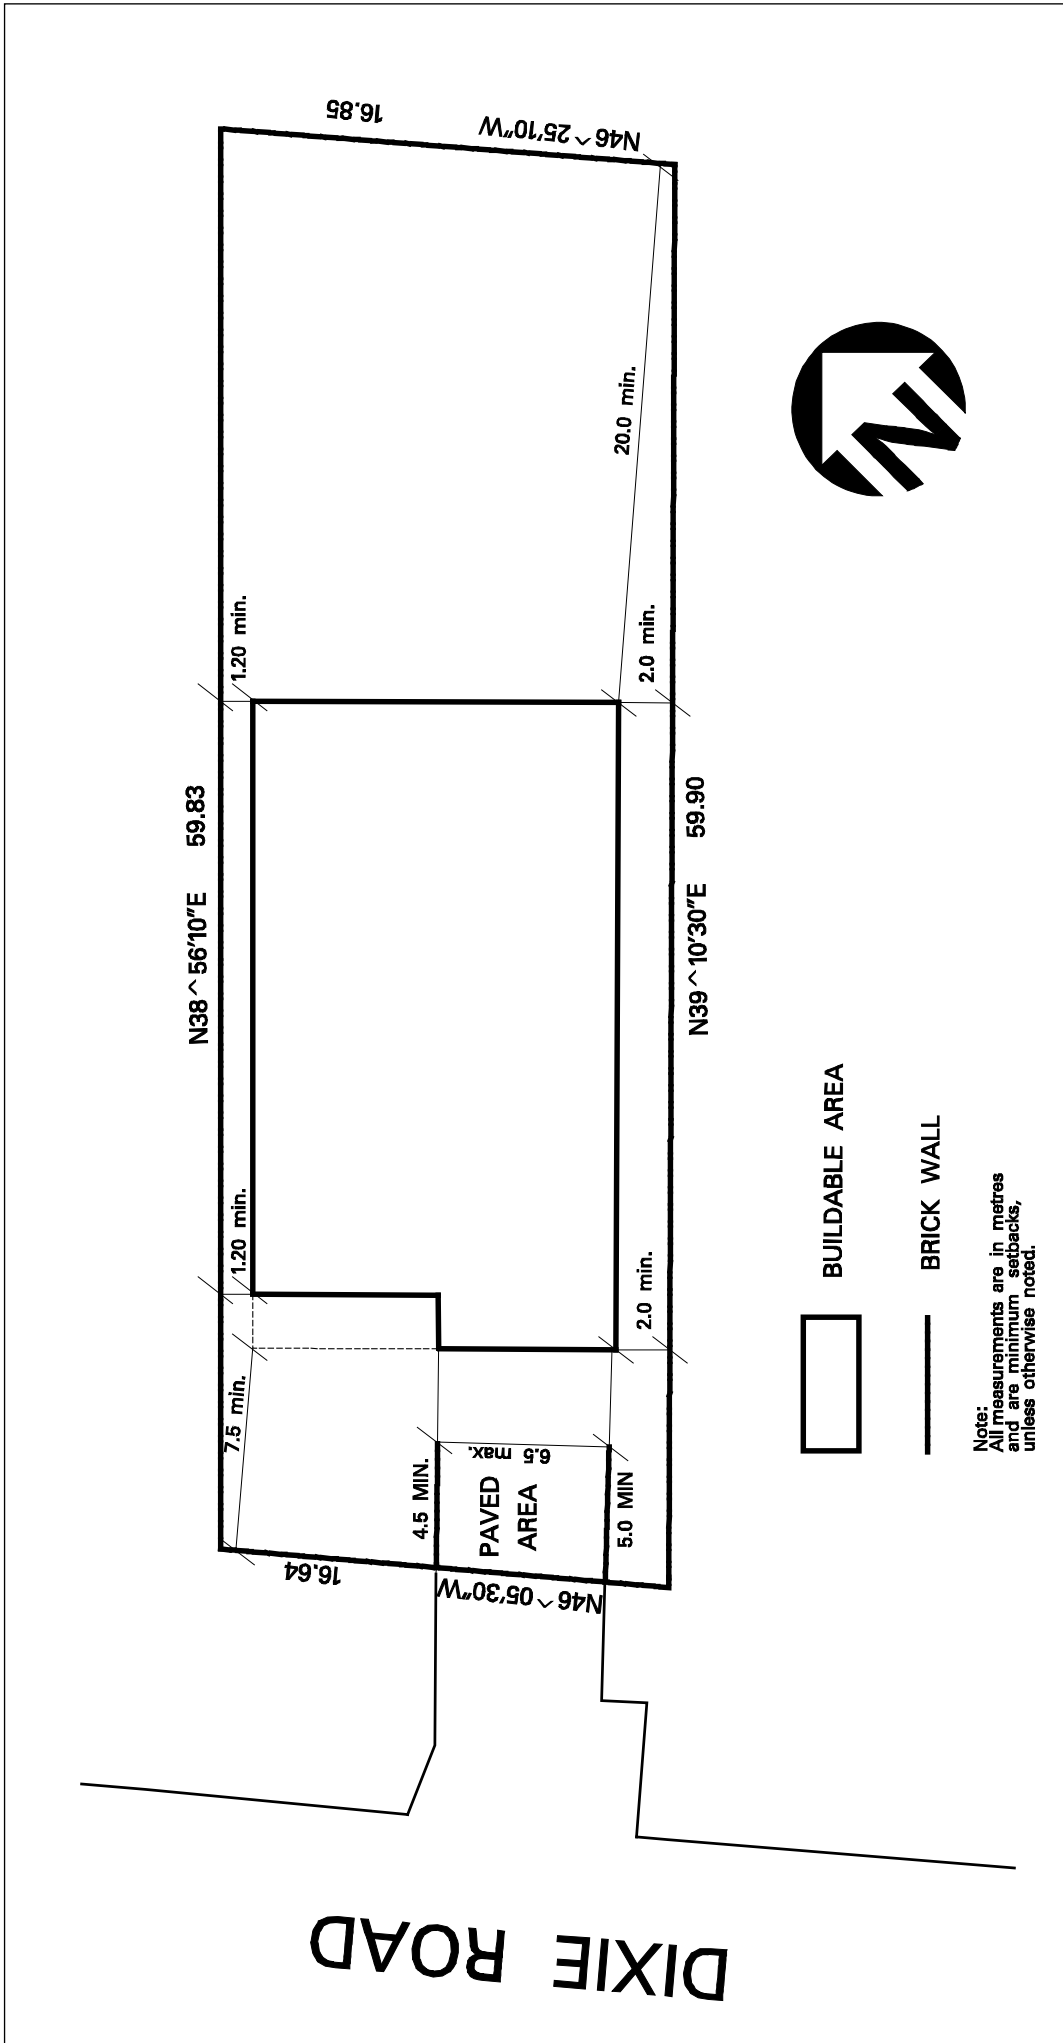 16.85
N46^25'10"W
20.0 min.
1.20 min.
2.0 min.
N38^56'10"E 59.83
N39^10'30"E 59.90
1.20 min.
2.0 min.
7.5 min.
4.5 MIN.
6.5 max.
PAVED
AREA
5.0 MIN
16.64
N46^05'30"W
DIXIE ROAD
N
BUILDABLE AREA
BRICK WALL
Note:
All measurements are in metres
and are minimum setbacks,
unless otherwise noted.